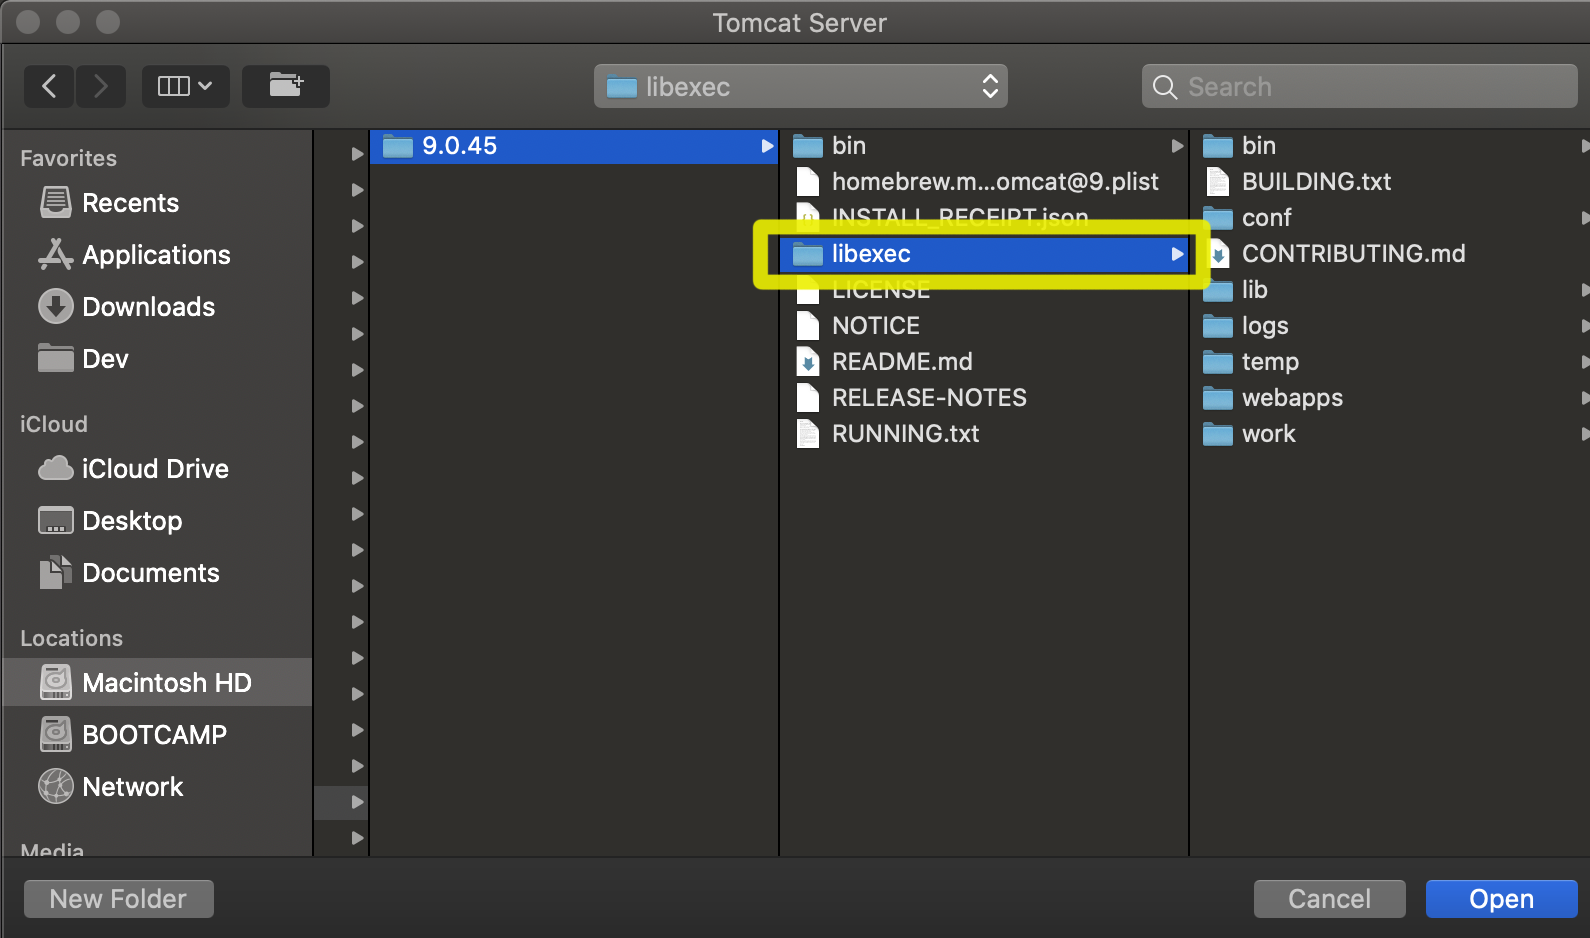 Tomcat Server
libexec
Search
Favorites
Recents
Applications
Downloads
Dev
iCloud
iCloud Drive
Desktop
Documents
Locations
Macintosh HD
BOOTCAMP
Network
Media
9.0.45
bin
homebrew.m...omcat@9.plist
INSTALL_RECEIPT.json
libexec
LICENSE
NOTICE
README.md
RELEASE-NOTES
RUNNING.txt
bin
BUILDING.txt
conf
CONTRIBUTING.md
lib
logs
temp
webapps
work
New Folder
Cancel
Open